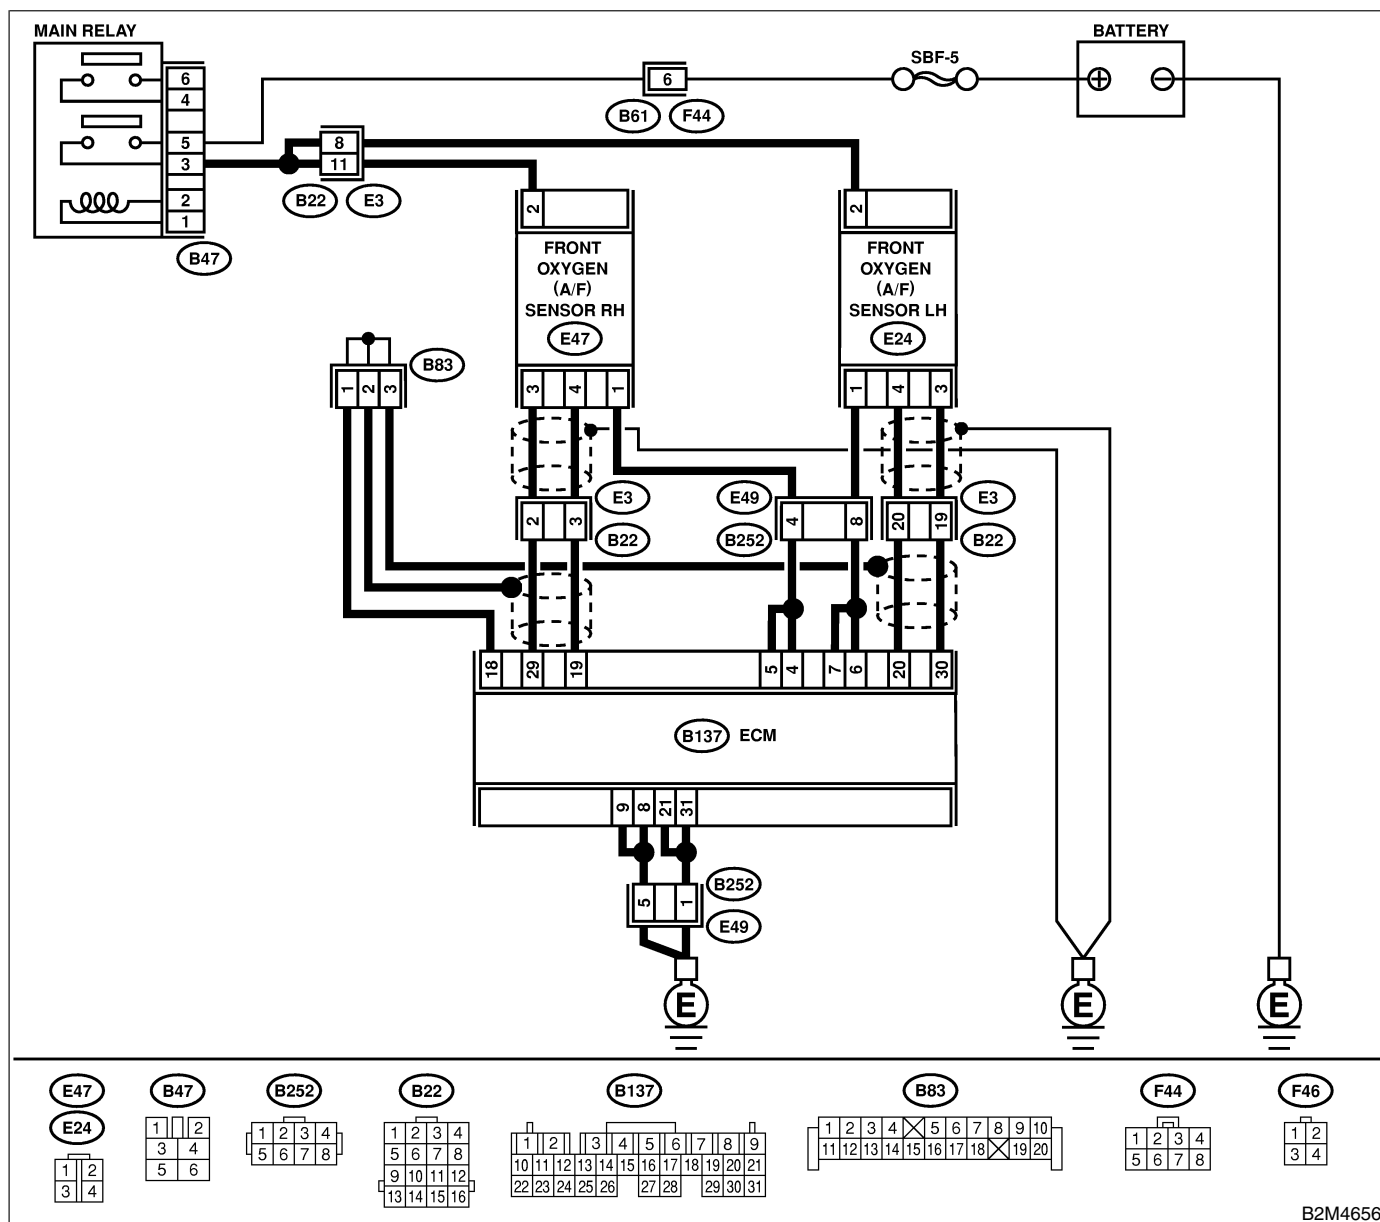 MAIN RELAY
BATTERY
SBF-5
6
4
5
3
2
1
B47
6
B61 F44
+ −
8
11
B22 E3
2
FRONT
OXYGEN
(A/F)
SENSOR RH
E47
3 4 1
2
FRONT
OXYGEN
(A/F)
SENSOR LH
E24
1 4 3
B83
1 2 3
E3
2 3
B22
E49
4 8
B252
E3
20 19
B22
18 29 19 5 4 7 6 20 30
B137 ECM
9 8 21 31
B252
5 1
E49
E E E
E47
E24
1 2
3 4
B47
1 2
3 4
5 6
B252
1 2 3 4
5 6 7 8
B22
1 2 3 4
5 6 7 8
9 10 11 12
13 14 15 16
B137
1 2 3 4 5 6 7 8 9
10 11 12 13 14 15 16 17 18 19 20 21
22 23 24 25 26 27 28 29 30 31
B83
1 2 3 4 5 6 7 8 9 10
11 12 13 14 15 16 17 18 19 20
F44
1 2 3 4
5 6 7 8
F46
1 2
3 4
B2M4656